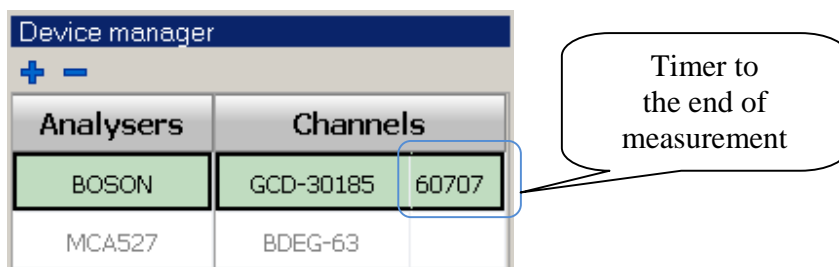 Device manager
Analysers Channels
BOSON GCD-30185 60707
MCA527 BDEG-63
Timer to
the end of
measurement